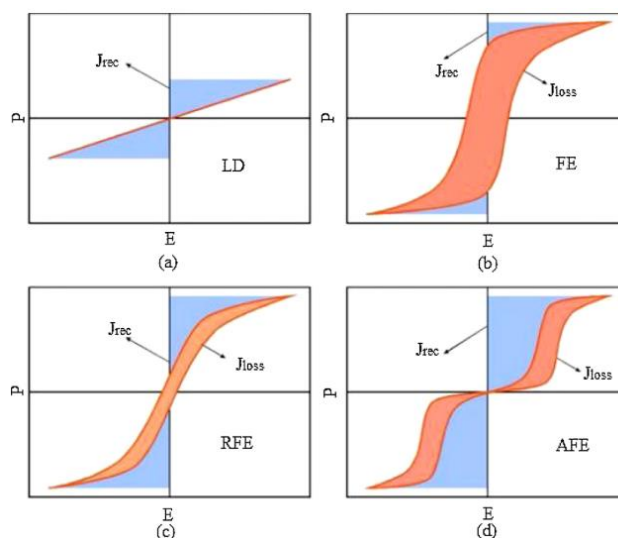 Jrec
P
LD
E
(a)
Jrec
Jloss
P
FE
E
(b)
Jrec
Jloss
P
RFE
E
(c)
Jrec
Jloss
P
AFE
E
(d)